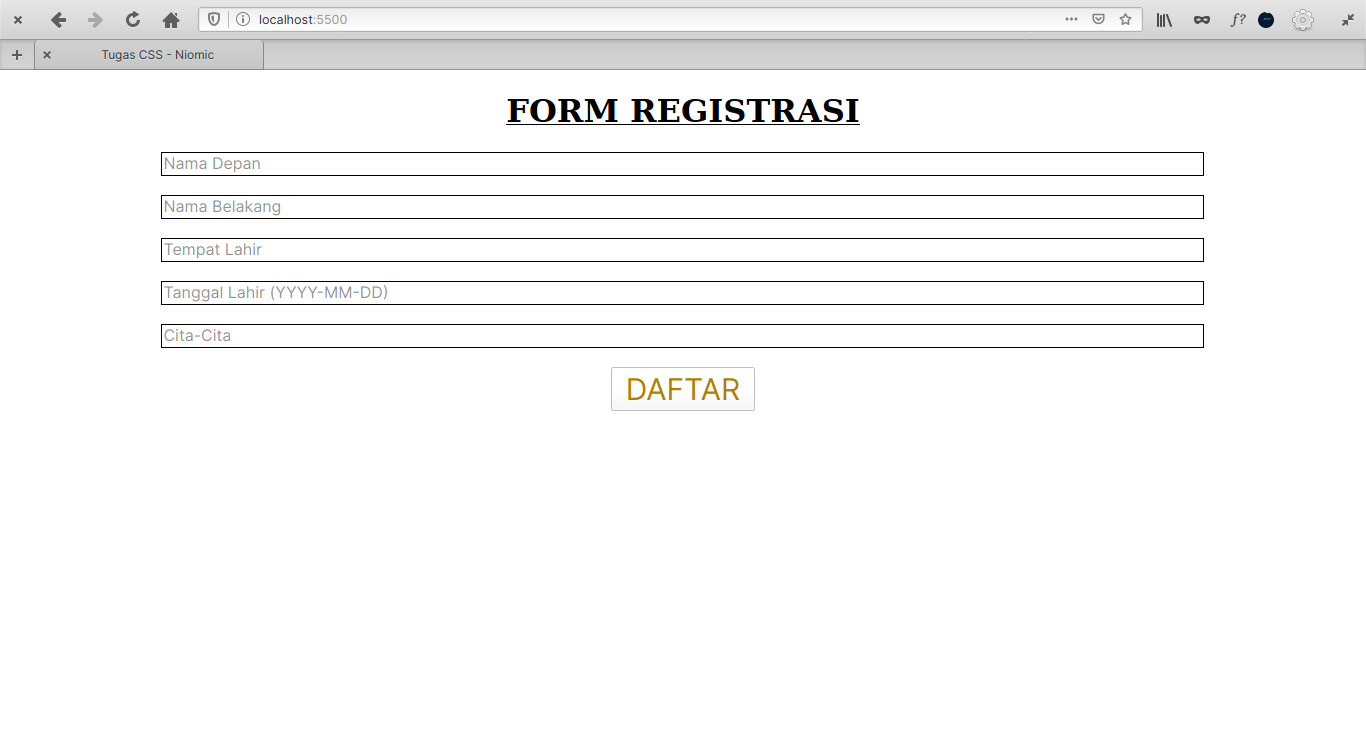 localhost:5500
f?
Tugas CSS - Niomic
FORM REGISTRASI
Nama Depan
Nama Belakang
Tempat Lahir
Tanggal Lahir (YYYY-MM-DD)
Cita-Cita
DAFTAR